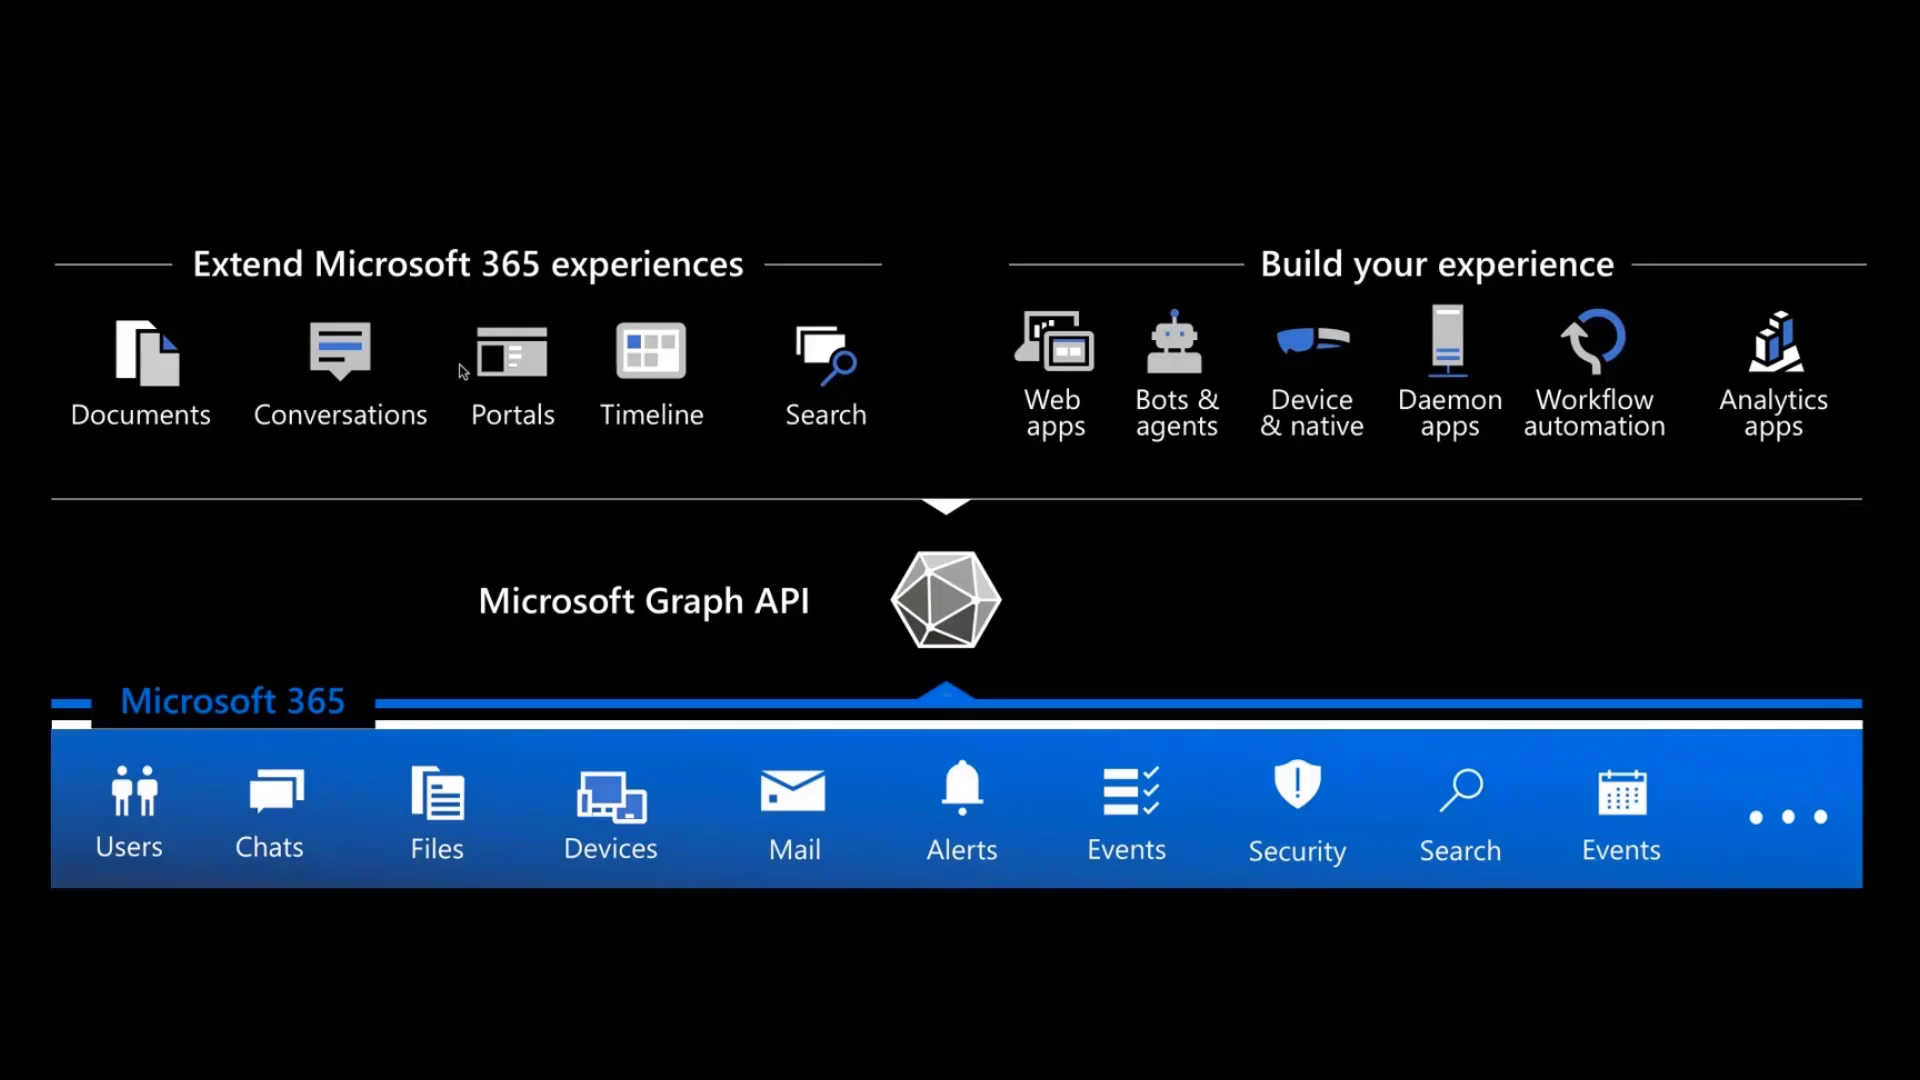 Extend Microsoft 365 experiences
Build your experience
Documents
Conversations
Portals
Timeline
Search
Web
apps
Bots &
agents
Device
& native
Daemon
apps
Workflow
automation
Analytics
apps
Microsoft Graph API
Microsoft 365
Users
Chats
Files
Devices
Mail
Alerts
Events
Security
Search
Events